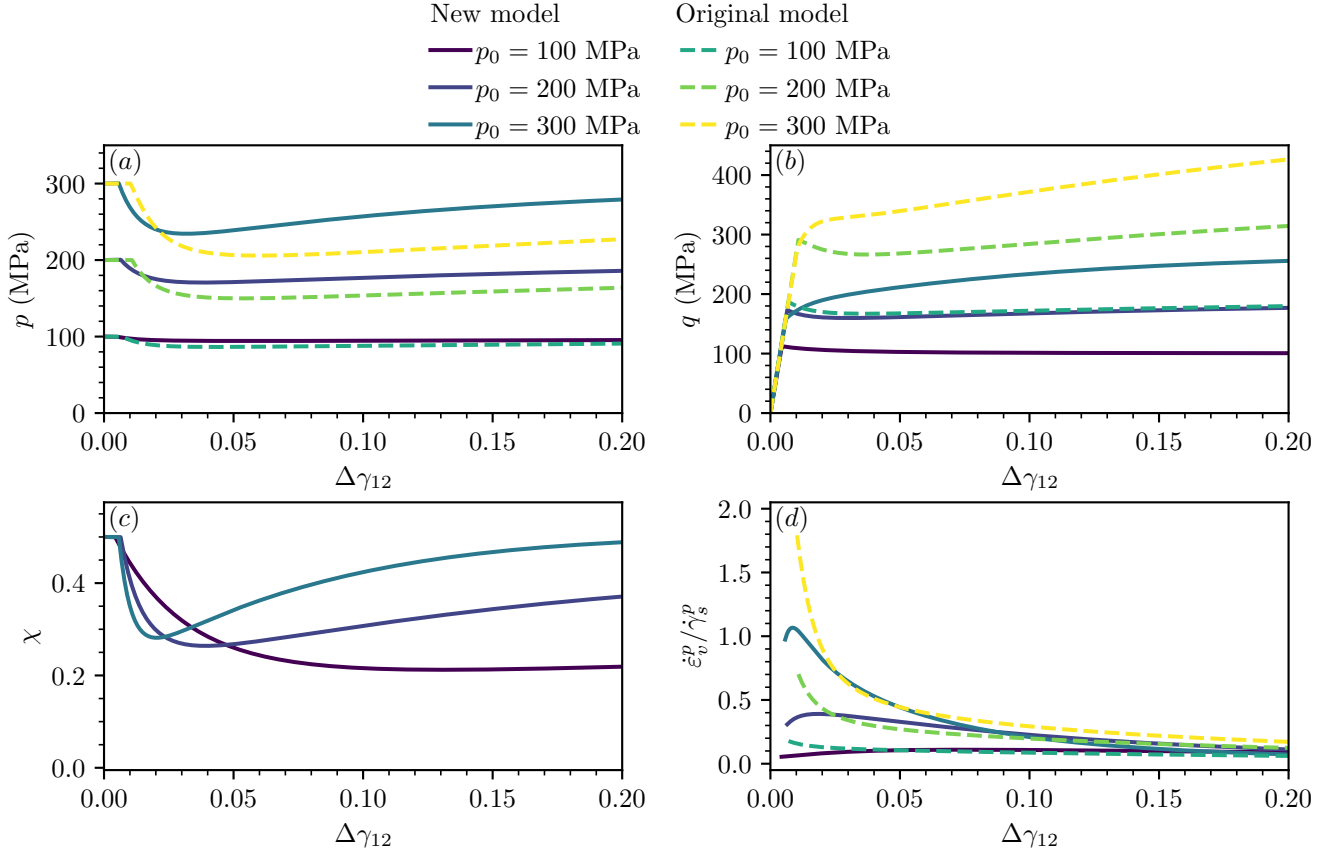 New model Original model
p₀ = 100 MPa p₀ = 100 MPa
p₀ = 200 MPa p₀ = 200 MPa
p₀ = 300 MPa p₀ = 300 MPa
(a) (b)
300
200
100
0
p (MPa)
400
300
200
100
0
q (MPa)
0.00 0.05 0.10 0.15 0.20
Δγ₁₂
0.00 0.05 0.10 0.15 0.20
Δγ₁₂
(c) (d)
0.4
0.2
0.0
χ
2.0
1.5
1.0
0.5
0.0
ε̇ᵥᵖ/γ̇ₛᵖ
0.00 0.05 0.10 0.15 0.20
Δγ₁₂
0.00 0.05 0.10 0.15 0.20
Δγ₁₂